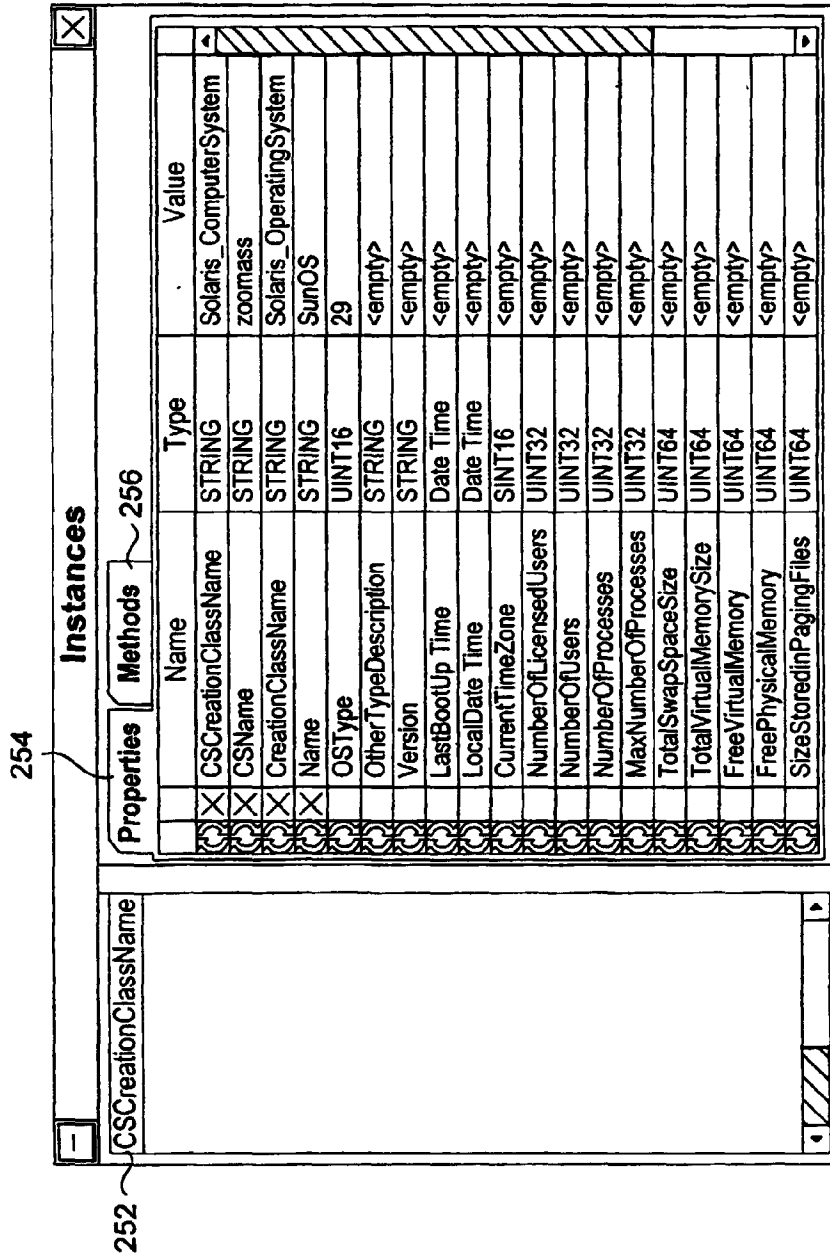 Instances
254
Properties
Methods
256
252
CSCreationClassName
Name Type Value
CSCreationClassName STRING Solaris_ComputerSystem
CSName STRING zoomass
CreationClassName STRING Solaris_OperatingSystem
Name STRING SunOS
OSType UINT16 29
OtherTypeDescription STRING <empty>
Version STRING <empty>
LastBootUp Time Date Time <empty>
LocalDate Time Date Time <empty>
CurrentTimeZone SINT16 <empty>
NumberOfLicensedUsers UINT32 <empty>
NumberOfUsers UINT32 <empty>
NumberOfProcesses UINT32 <empty>
MaxNumberOfProcesses UINT32 <empty>
TotalSwapSpaceSize UINT64 <empty>
TotalVirtualMemorySize UINT64 <empty>
FreeVirtualMemory UINT64 <empty>
FreePhysicalMemory UINT64 <empty>
SizeStoredInPagingFiles UINT64 <empty>